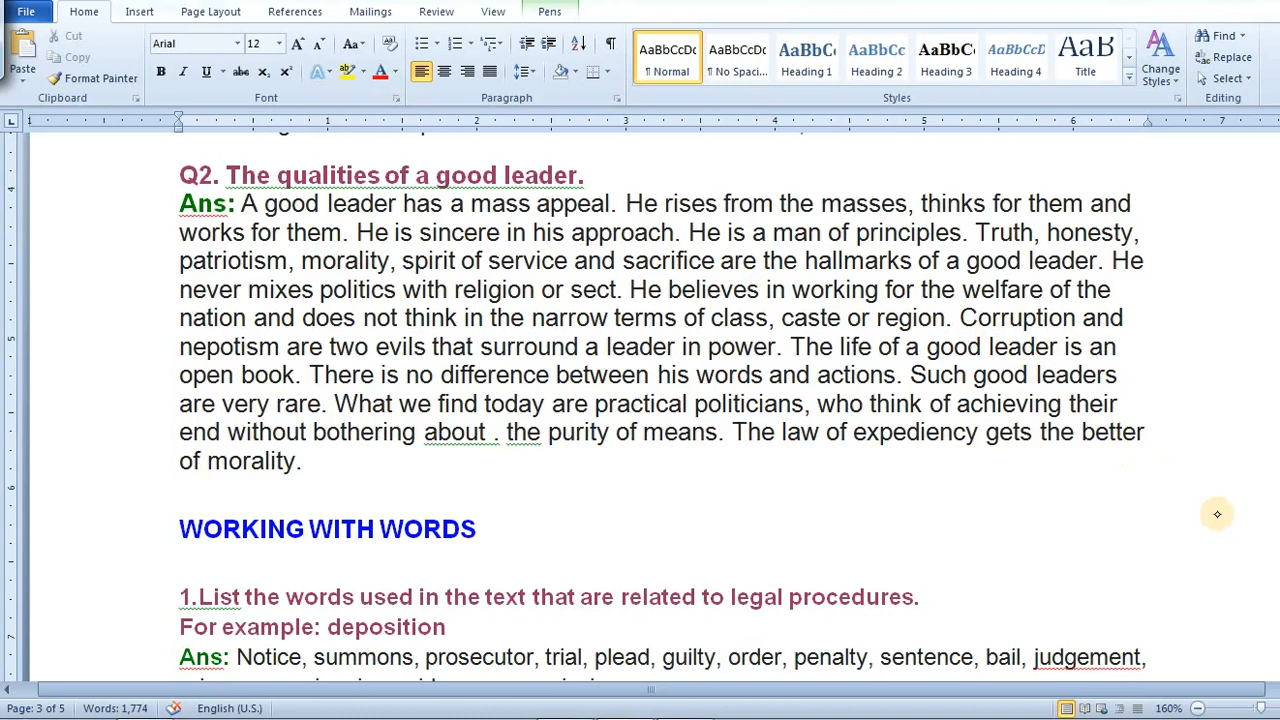 File Home Insert Page Layout References Mailings Review View Pens
Paste Cut Copy Format Painter
Arial 12 Aa
AaBbCcDc AaBbCcDc AaBbCc AaBbCc AaBbCc AaBbCcDc AaB
¶ Normal ¶ No Spaci... Heading 1 Heading 2 Heading 3 Heading 4 Title
Change Styles
Find Replace Select
Clipboard Font Paragraph Styles Editing
1 1 2 3 4 5 6 7
Q2. The qualities of a good leader.
Ans: A good leader has a mass appeal. He rises from the masses, thinks for them and
works for them. He is sincere in his approach. He is a man of principles. Truth, honesty,
patriotism, morality, spirit of service and sacrifice are the hallmarks of a good leader. He
never mixes politics with religion or sect. He believes in working for the welfare of the
nation and does not think in the narrow terms of class, caste or region. Corruption and
nepotism are two evils that surround a leader in power. The life of a good leader is an
open book. There is no difference between his words and actions. Such good leaders
are very rare. What we find today are practical politicians, who think of achieving their
end without bothering about . the purity of means. The law of expediency gets the better
of morality.
WORKING WITH WORDS
1.List the words used in the text that are related to legal procedures.
For example: deposition
Ans: Notice, summons, prosecutor, trial, plead, guilty, order, penalty, sentence, bail, judgement,
Page: 3 of 5 Words: 1,774 English (U.S.) 160%